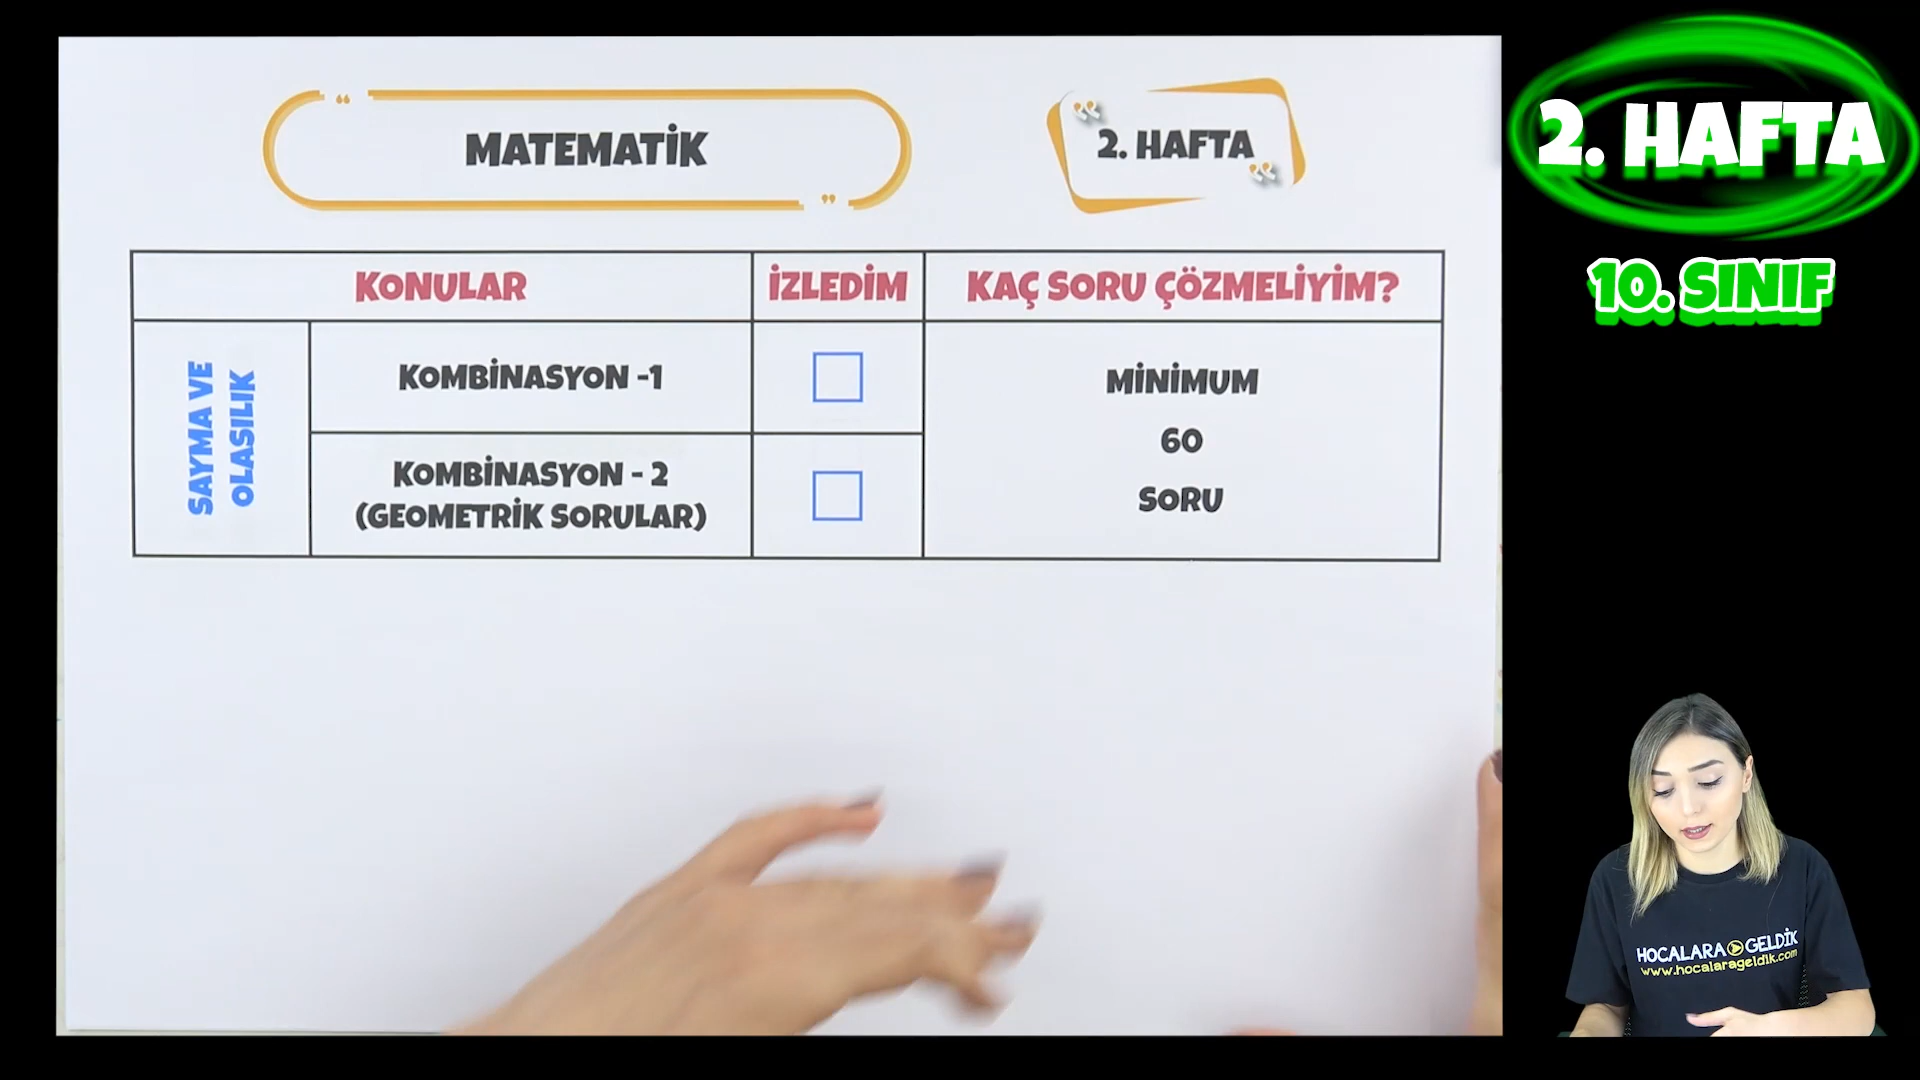 MATEMATİK
2. HAFTA
KONULAR
İZLEDİM
KAÇ SORU ÇÖZMELİYİM?
SAYMA VE
OLASILIK
KOMBİNASYON -1
KOMBİNASYON - 2
(GEOMETRİK SORULAR)
MİNİMUM
60
SORU
2. HAFTA
10. SINIF
HOCALARA GELDİK
www.hocalarageldik.com